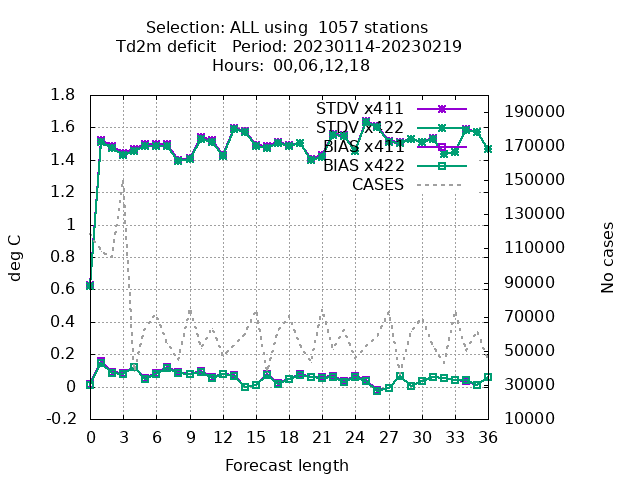 Selection: ALL using  1057 stations
Td2m deficit   Period: 20230114-20230219
Hours:  00,06,12,18
STDV x411
STDV x422
BIAS x411
BIAS x422
CASES
1.8
1.6
1.4
1.2
1
0.8
0.6
0.4
0.2
0
-0.2
deg C
190000
170000
150000
130000
110000
90000
70000
50000
30000
10000
No cases
0 3 6 9 12 15 18 21 24 27 30 33 36
Forecast length